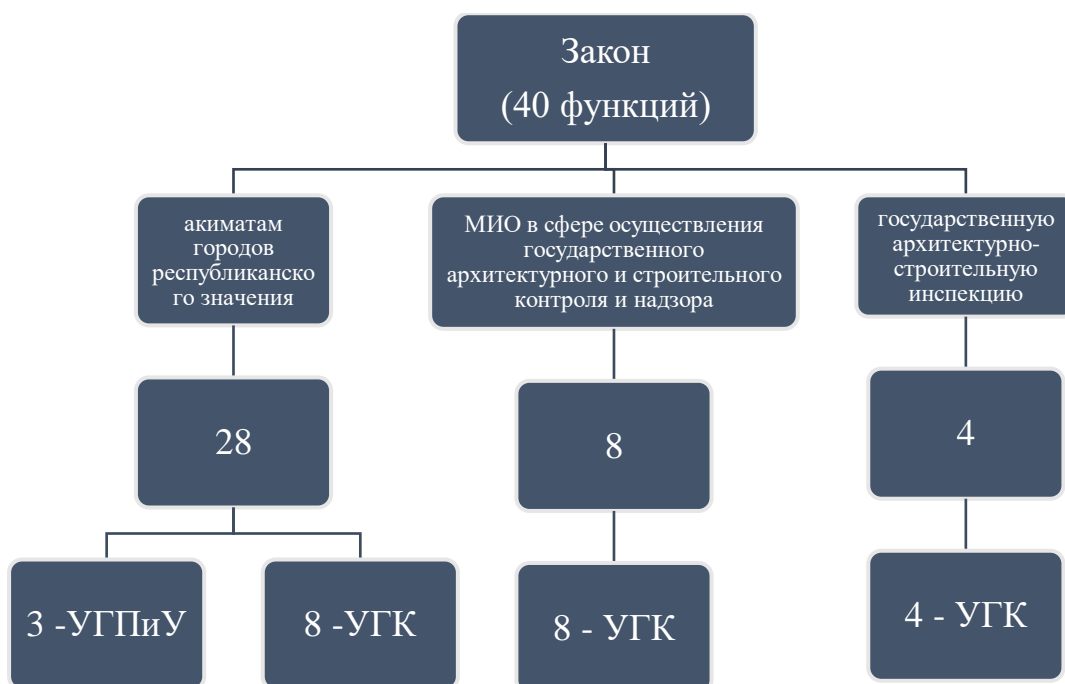 Закон
(40 функций)
акиматам
городов
республиканско
го значения
МИО в сфере осуществления
государственного
архитектурного и строительного
контроля и надзора
государственную
архитектурно-
строительную
инспекцию
28
8
4
3 -УГПиУ
8 -УГК
8 - УГК
4 - УГК